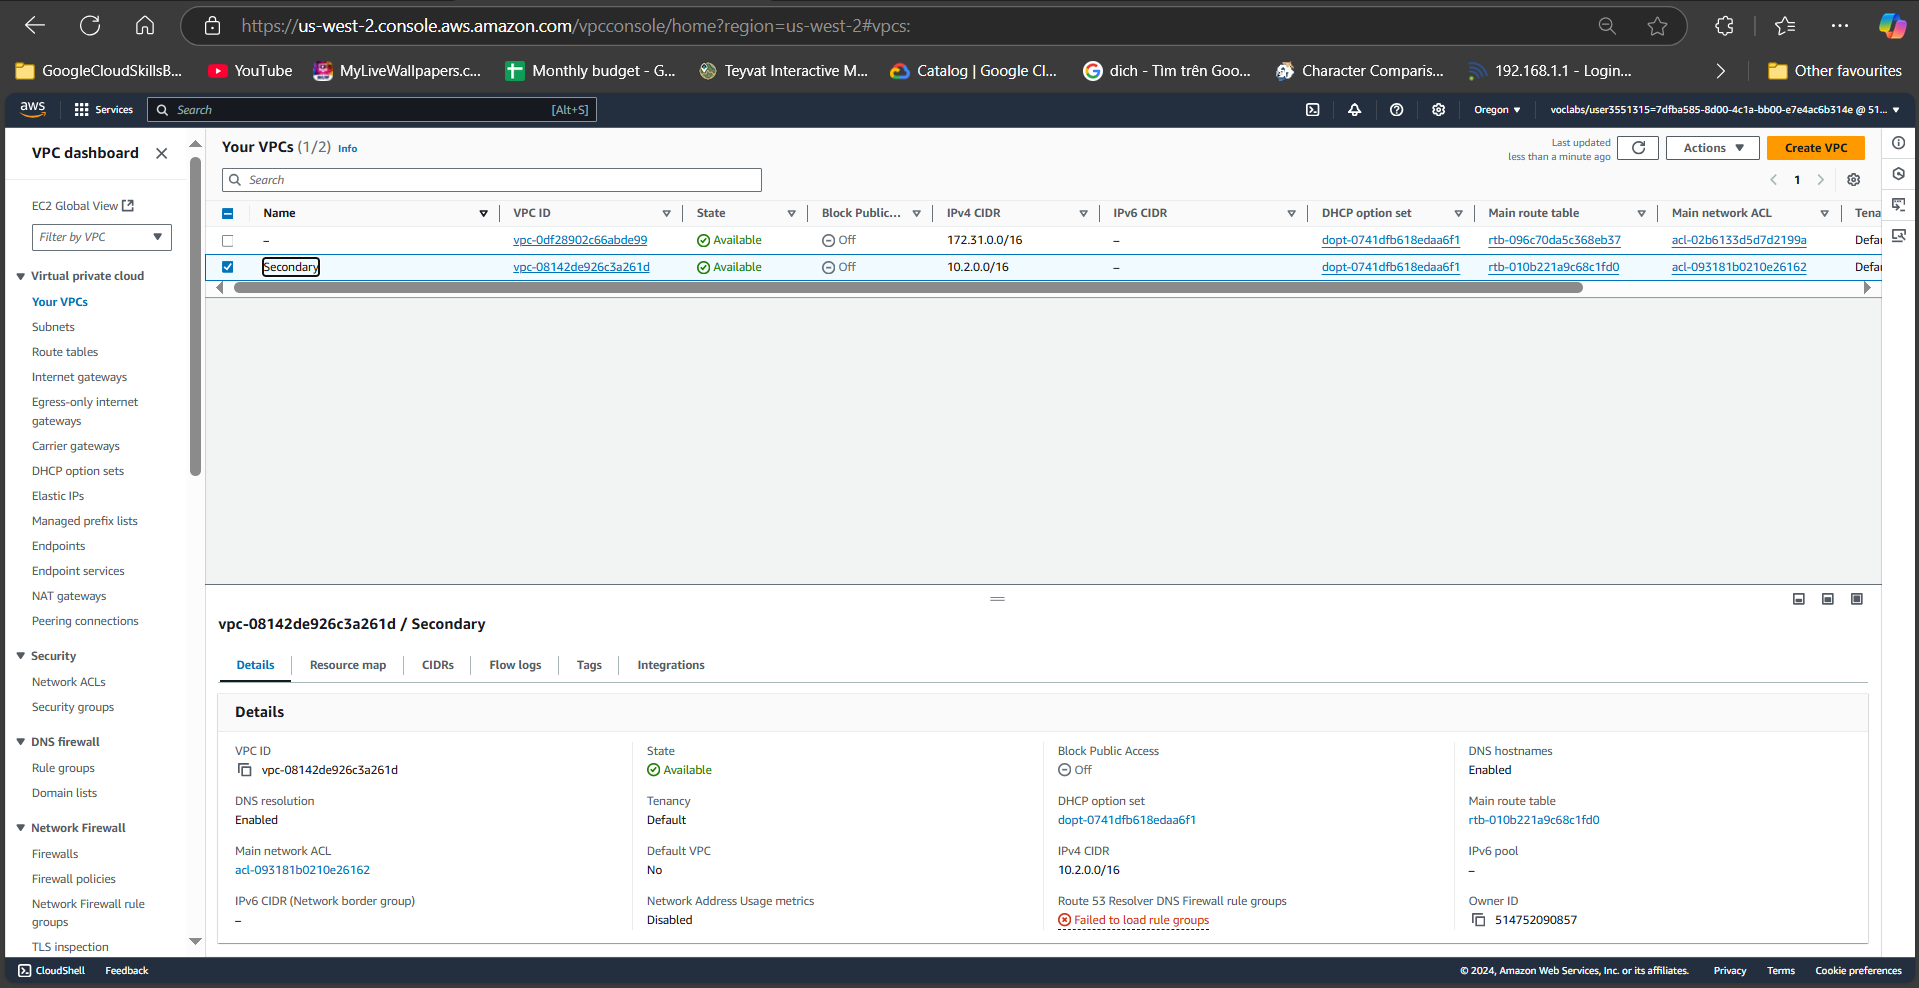 https://us-west-2.console.aws.amazon.com/vpcconsole/home?region=us-west-2#vpcs:
GoogleCloudSkillsB... YouTube MyLiveWallpapers.c... Monthly budget - G... Teyvat Interactive M... Catalog | Google Cl... dich - Tìm trên Goo... Character Comparis... 192.168.1.1 - Login... Other favourites
aws Services Search [Alt+S] Oregon voclabs/user3551315=7dfba585-8d00-4c1a-bb00-e7e4ac6b314e @ 51...
VPC dashboard
EC2 Global View
Filter by VPC
Virtual private cloud
Your VPCs
Subnets
Route tables
Internet gateways
Egress-only internet
gateways
Carrier gateways
DHCP option sets
Elastic IPs
Managed prefix lists
Endpoints
Endpoint services
NAT gateways
Peering connections
Security
Network ACLs
Security groups
DNS firewall
Rule groups
Domain lists
Network Firewall
Firewalls
Firewall policies
Network Firewall rule
groups
TLS inspection
Your VPCs (1/2) Info
Last updated
less than a minute ago
Actions
Create VPC
Search
1
Name VPC ID State Block Public... IPv4 CIDR IPv6 CIDR DHCP option set Main route table Main network ACL Tena
– vpc-0df28902c66abde99 Available Off 172.31.0.0/16 – dopt-0741dfb618edaa6f1 rtb-096c70da5c368eb37 acl-02b6133d5d7d2199a Defau
Secondary vpc-08142de926c3a261d Available Off 10.2.0.0/16 – dopt-0741dfb618edaa6f1 rtb-010b221a9c68c1fd0 acl-093181b0210e26162 Defau
vpc-08142de926c3a261d / Secondary
Details Resource map CIDRs Flow logs Tags Integrations
Details
VPC ID
vpc-08142de926c3a261d
State
Available
Block Public Access
Off
DNS hostnames
Enabled
DNS resolution
Enabled
Tenancy
Default
DHCP option set
dopt-0741dfb618edaa6f1
Main route table
rtb-010b221a9c68c1fd0
Main network ACL
acl-093181b0210e26162
Default VPC
No
IPv4 CIDR
10.2.0.0/16
IPv6 pool
–
IPv6 CIDR (Network border group)
–
Network Address Usage metrics
Disabled
Route 53 Resolver DNS Firewall rule groups
Failed to load rule groups
Owner ID
514752090857
CloudShell Feedback © 2024, Amazon Web Services, Inc. or its affiliates. Privacy Terms Cookie preferences